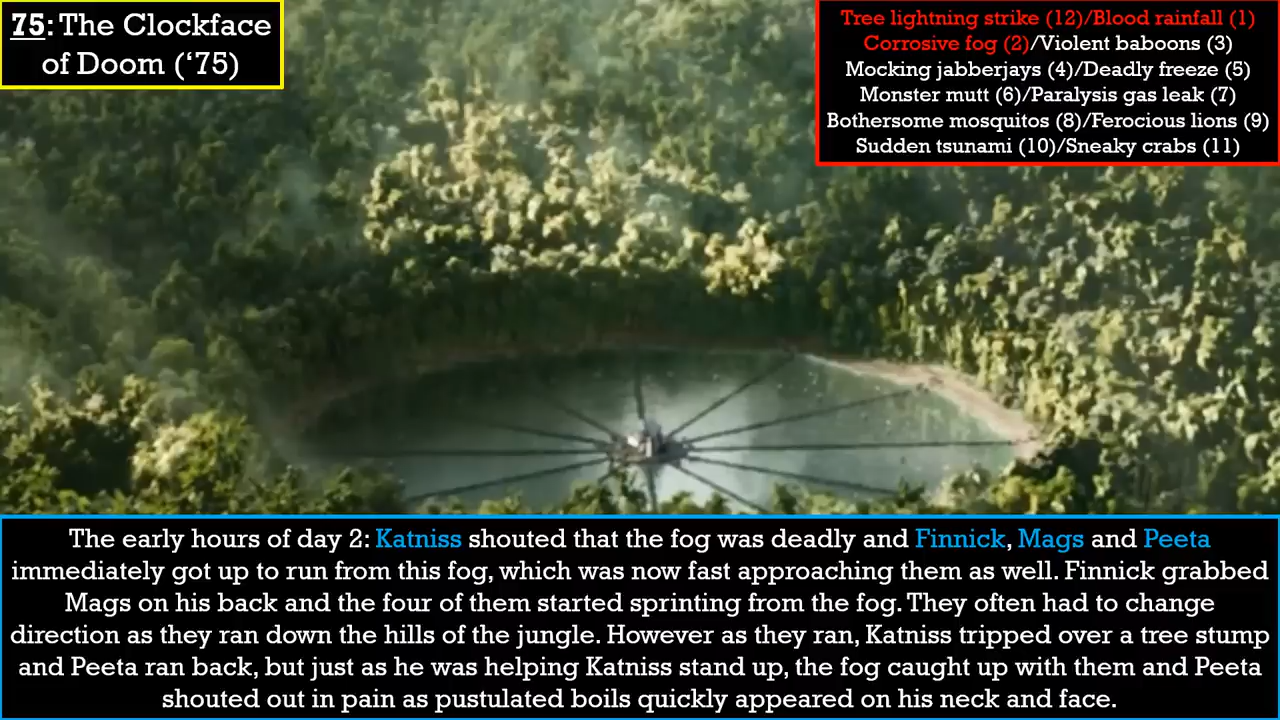 75: The Clockface
of Doom (‘75)
Tree lightning strike (12)/Blood rainfall (1)
Corrosive fog (2)/Violent baboons (3)
Mocking jabberjays (4)/Deadly freeze (5)
Monster mutt (6)/Paralysis gas leak (7)
Bothersome mosquitos (8)/Ferocious lions (9)
Sudden tsunami (10)/Sneaky crabs (11)
The early hours of day 2: Katniss shouted that the fog was deadly and Finnick, Mags and Peeta
immediately got up to run from this fog, which was now fast approaching them as well. Finnick grabbed
Mags on his back and the four of them started sprinting from the fog. They often had to change
direction as they ran down the hills of the jungle. However as they ran, Katniss tripped over a tree stump
and Peeta ran back, but just as he was helping Katniss stand up, the fog caught up with them and Peeta
shouted out in pain as pustulated boils quickly appeared on his neck and face.